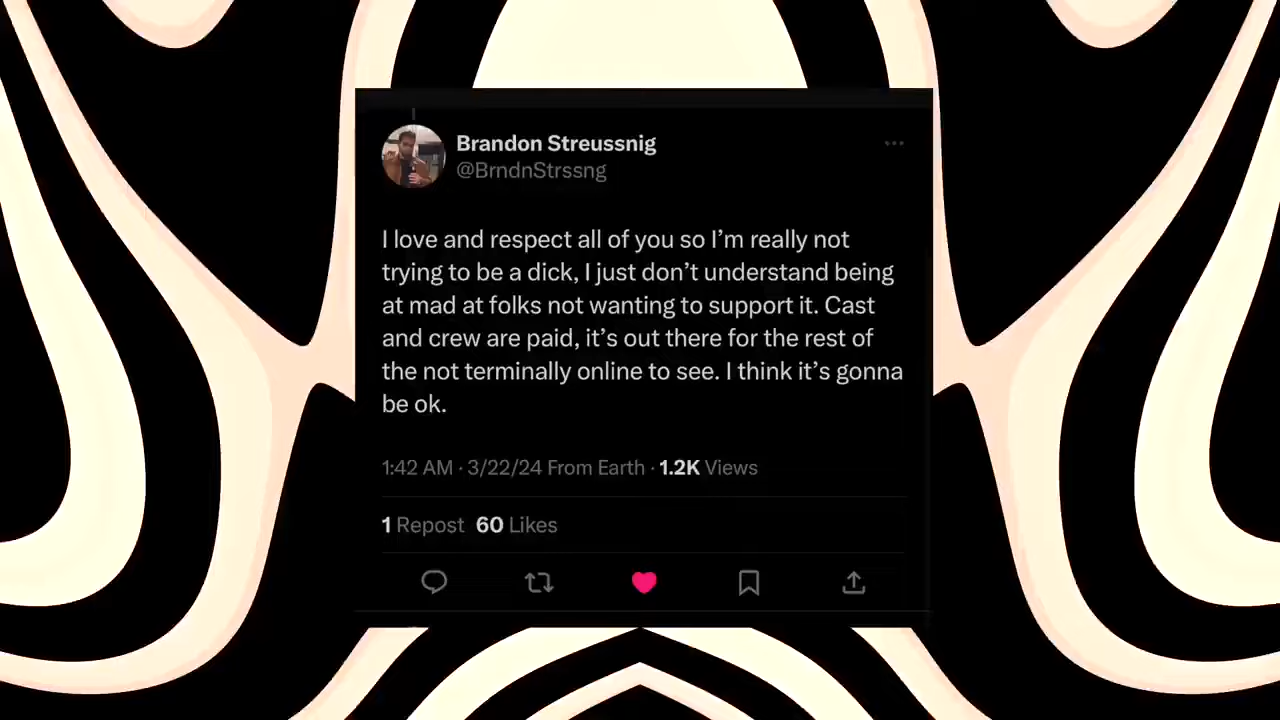 Brandon Streussnig
@BrndnStrssng
I love and respect all of you so I’m really not
trying to be a dick, I just don’t understand being
at mad at folks not wanting to support it. Cast
and crew are paid, it’s out there for the rest of
the not terminally online to see. I think it’s gonna
be ok.
1:42 AM · 3/22/24 From Earth · 1.2K Views
1 Repost 60 Likes